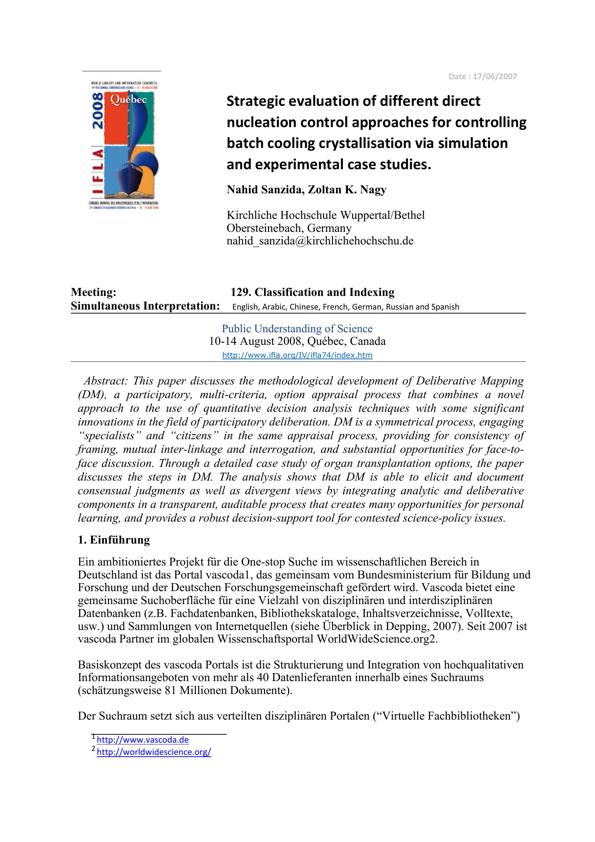 Date : 17/06/2007
2008
Québec
IFLA
Strategic evaluation of different direct
nucleation control approaches for controlling
batch cooling crystallisation via simulation
and experimental case studies.
Nahid Sanzida, Zoltan K. Nagy
Kirchliche Hochschule Wuppertal/Bethel
Obersteinebach, Germany
nahid_sanzida@kirchlichehochschu.de
Meeting: 129. Classification and Indexing
Simultaneous Interpretation: English, Arabic, Chinese, French, German, Russian and Spanish
Public Understanding of Science
10-14 August 2008, Québec, Canada
http://www.ifla.org/IV/ifla74/index.htm
Abstract: This paper discusses the methodological development of Deliberative Mapping
(DM), a participatory, multi-criteria, option appraisal process that combines a novel
approach to the use of quantitative decision analysis techniques with some significant
innovations in the field of participatory deliberation. DM is a symmetrical process, engaging
“specialists” and “citizens” in the same appraisal process, providing for consistency of
framing, mutual inter-linkage and interrogation, and substantial opportunities for face-to-
face discussion. Through a detailed case study of organ transplantation options, the paper
discusses the steps in DM. The analysis shows that DM is able to elicit and document
consensual judgments as well as divergent views by integrating analytic and deliberative
components in a transparent, auditable process that creates many opportunities for personal
learning, and provides a robust decision-support tool for contested science-policy issues.
1. Einführung
Ein ambitioniertes Projekt für die One-stop Suche im wissenschaftlichen Bereich in
Deutschland ist das Portal vascoda1, das gemeinsam vom Bundesministerium für Bildung und
Forschung und der Deutschen Forschungsgemeinschaft gefördert wird. Vascoda bietet eine
gemeinsame Suchoberfläche für eine Vielzahl von disziplinären und interdisziplinären
Datenbanken (z.B. Fachdatenbanken, Bibliothekskataloge, Inhaltsverzeichnisse, Volltexte,
usw.) und Sammlungen von Internetquellen (siehe Überblick in Depping, 2007). Seit 2007 ist
vascoda Partner im globalen Wissenschaftsportal WorldWideScience.org2.
Basiskonzept des vascoda Portals ist die Strukturierung und Integration von hochqualitativen
Informationsangeboten von mehr als 40 Datenlieferanten innerhalb eines Suchraums
(schätzungsweise 81 Millionen Dokumente).
Der Suchraum setzt sich aus verteilten disziplinären Portalen (“Virtuelle Fachbibliotheken”)
1 http://www.vascoda.de
2 http://worldwidescience.org/